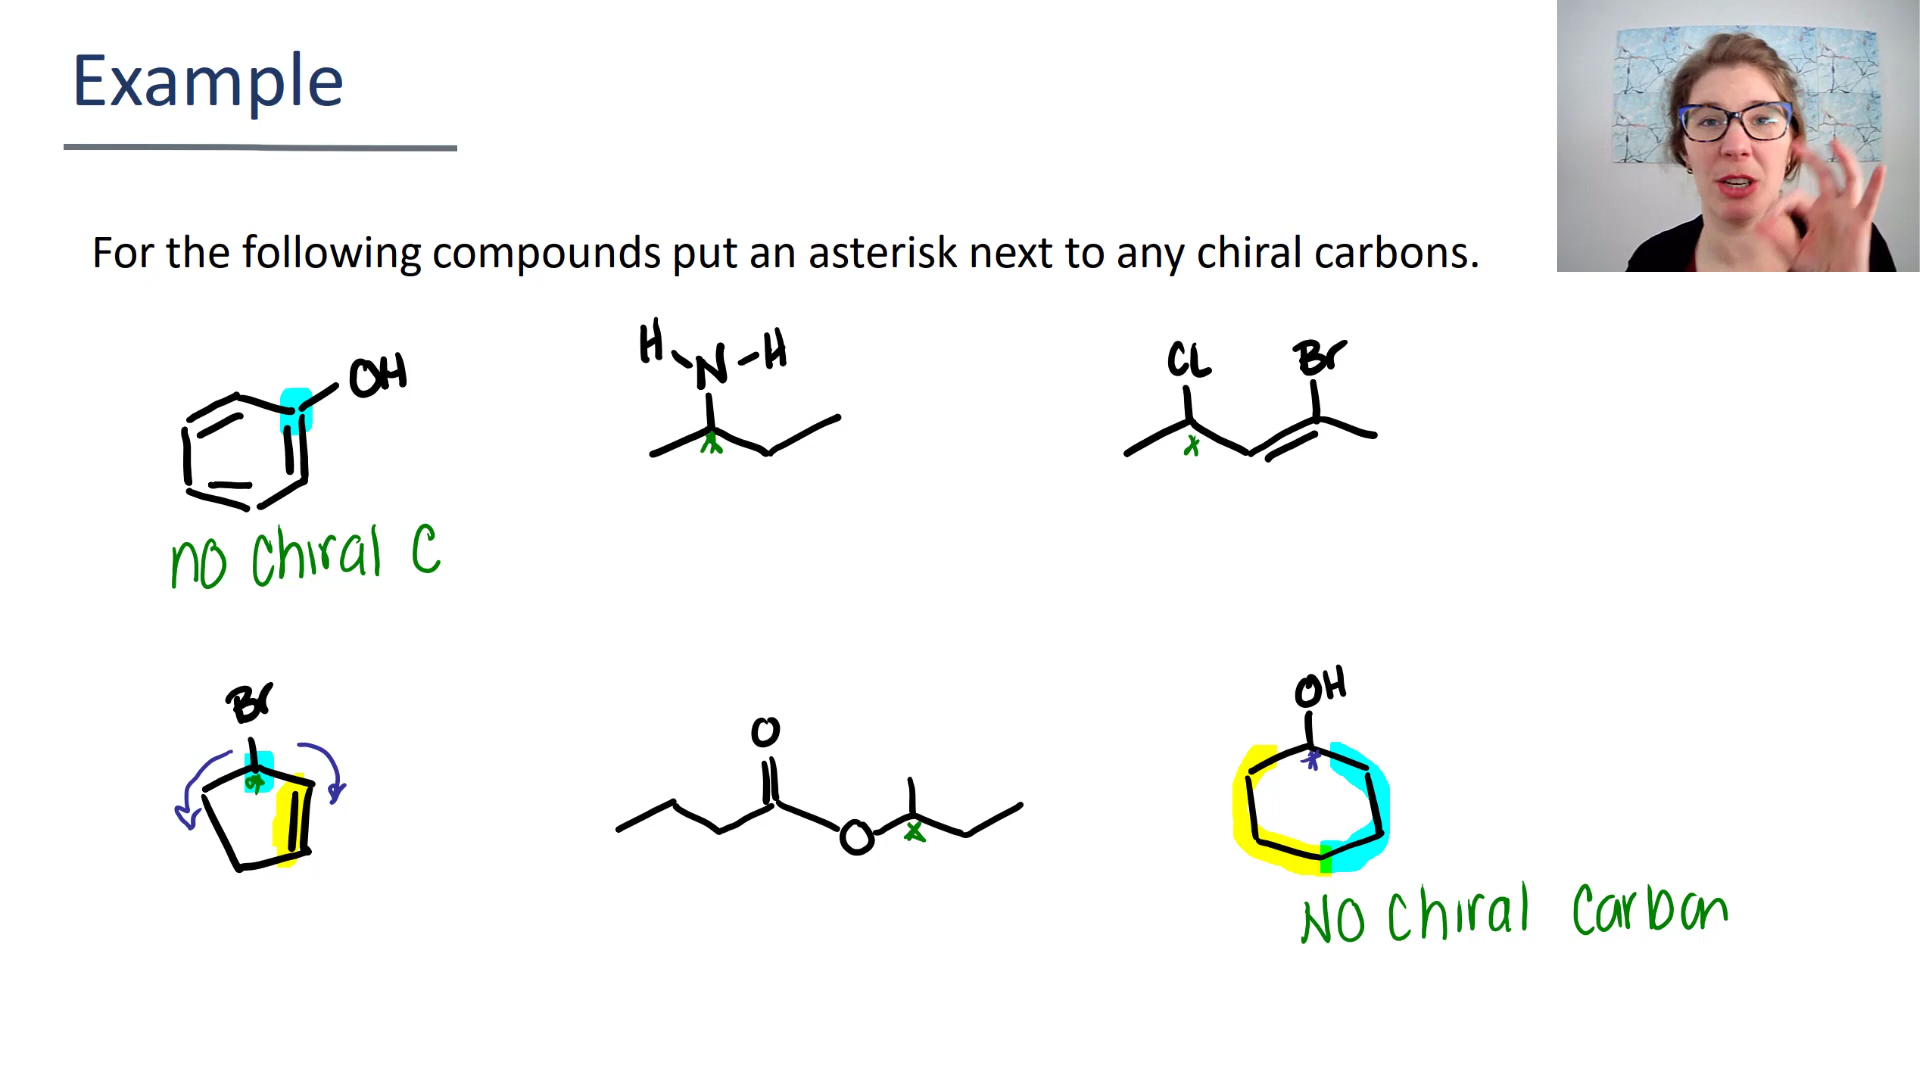 Example
For the following compounds put an asterisk next to any chiral carbons.
OH
H N H
CL Br
no chiral C
Br
O
O
OH
NO chiral carbon